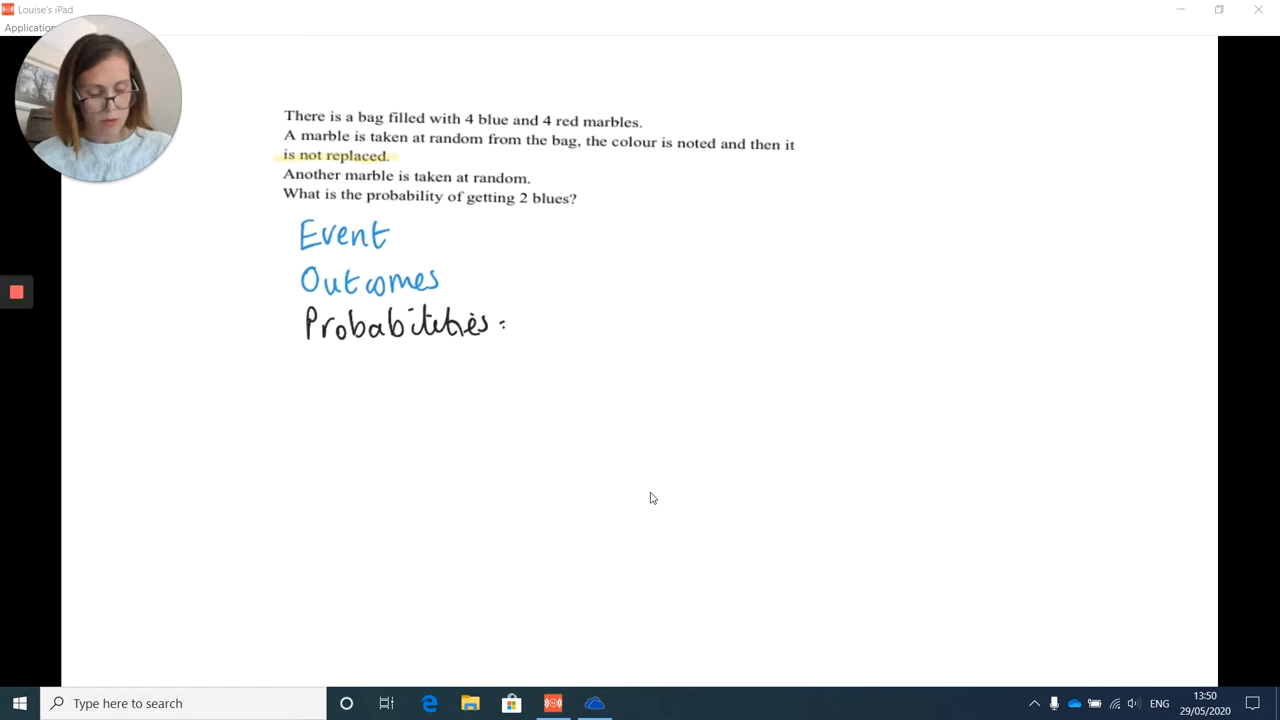 Louise's iPad
Application
There is a bag filled with 4 blue and 4 red marbles.
A marble is taken at random from the bag, the colour is noted and then it
is not replaced.
Another marble is taken at random.
What is the probability of getting 2 blues?
Event
Outcomes
Probabilities:
Type here to search
ENG
13:50
29/05/2020